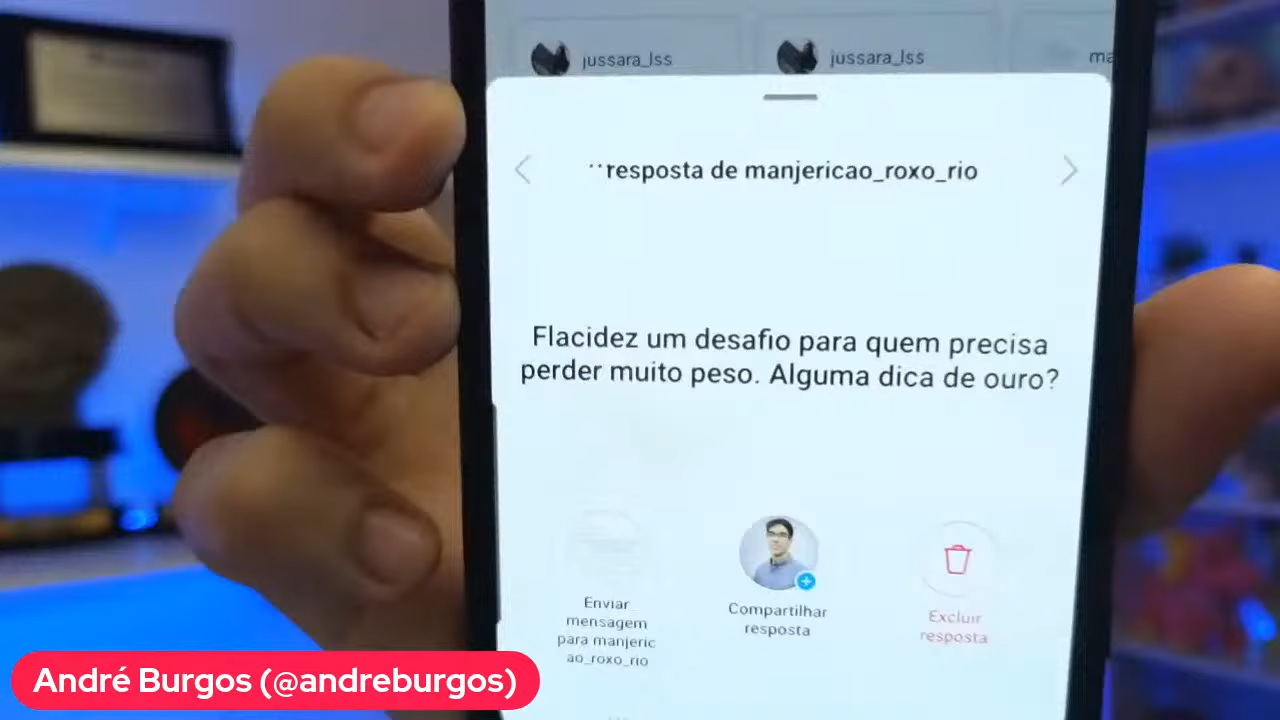 jussara_lss
jussara_lss
ma
resposta de manjericao_roxo_rio
Flacidez um desafio para quem precisa
perder muito peso. Alguma dica de ouro?
Enviar
mensagem
para manjeric
ao_roxo_rio
Compartilhar
resposta
Excluir
resposta
André Burgos (@andreburgos)